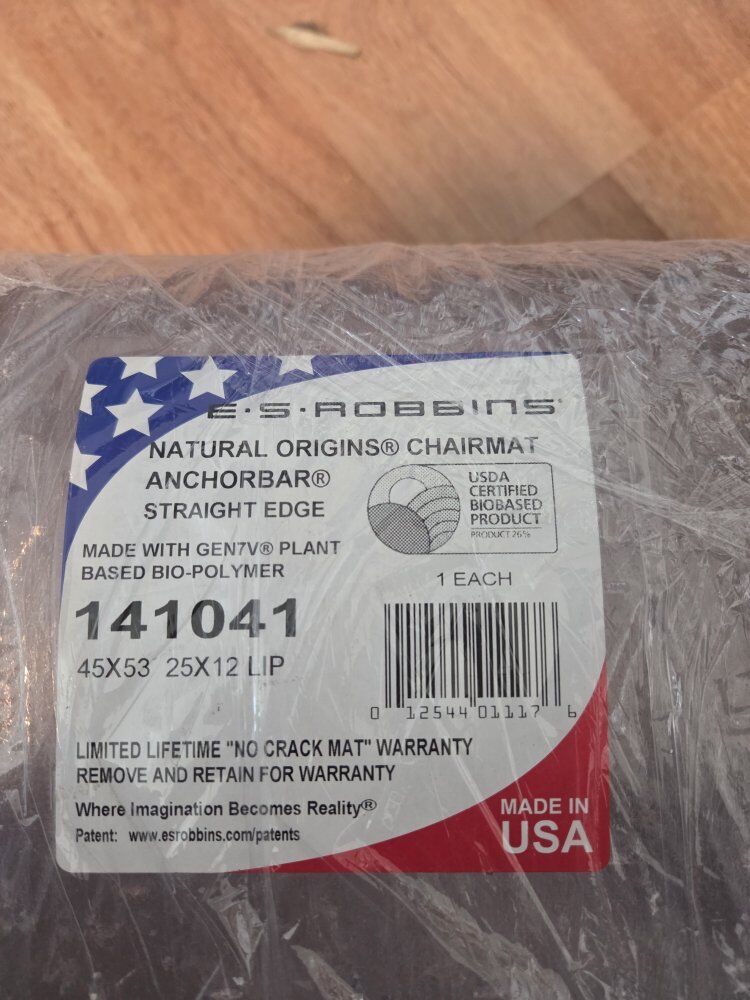 E·S·ROBBINS®
NATURAL ORIGINS® CHAIRMAT
ANCHORBAR®
STRAIGHT EDGE
USDA
CERTIFIED
BIOBASED
PRODUCT
PRODUCT 26%
MADE WITH GEN7V® PLANT
BASED BIO-POLYMER
1 EACH
141041
45X53 25X12 LIP
0 12544 01117 6
LIMITED LIFETIME "NO CRACK MAT" WARRANTY
REMOVE AND RETAIN FOR WARRANTY
Where Imagination Becomes Reality®
Patent: www.esrobbins.com/patents
MADE IN
USA